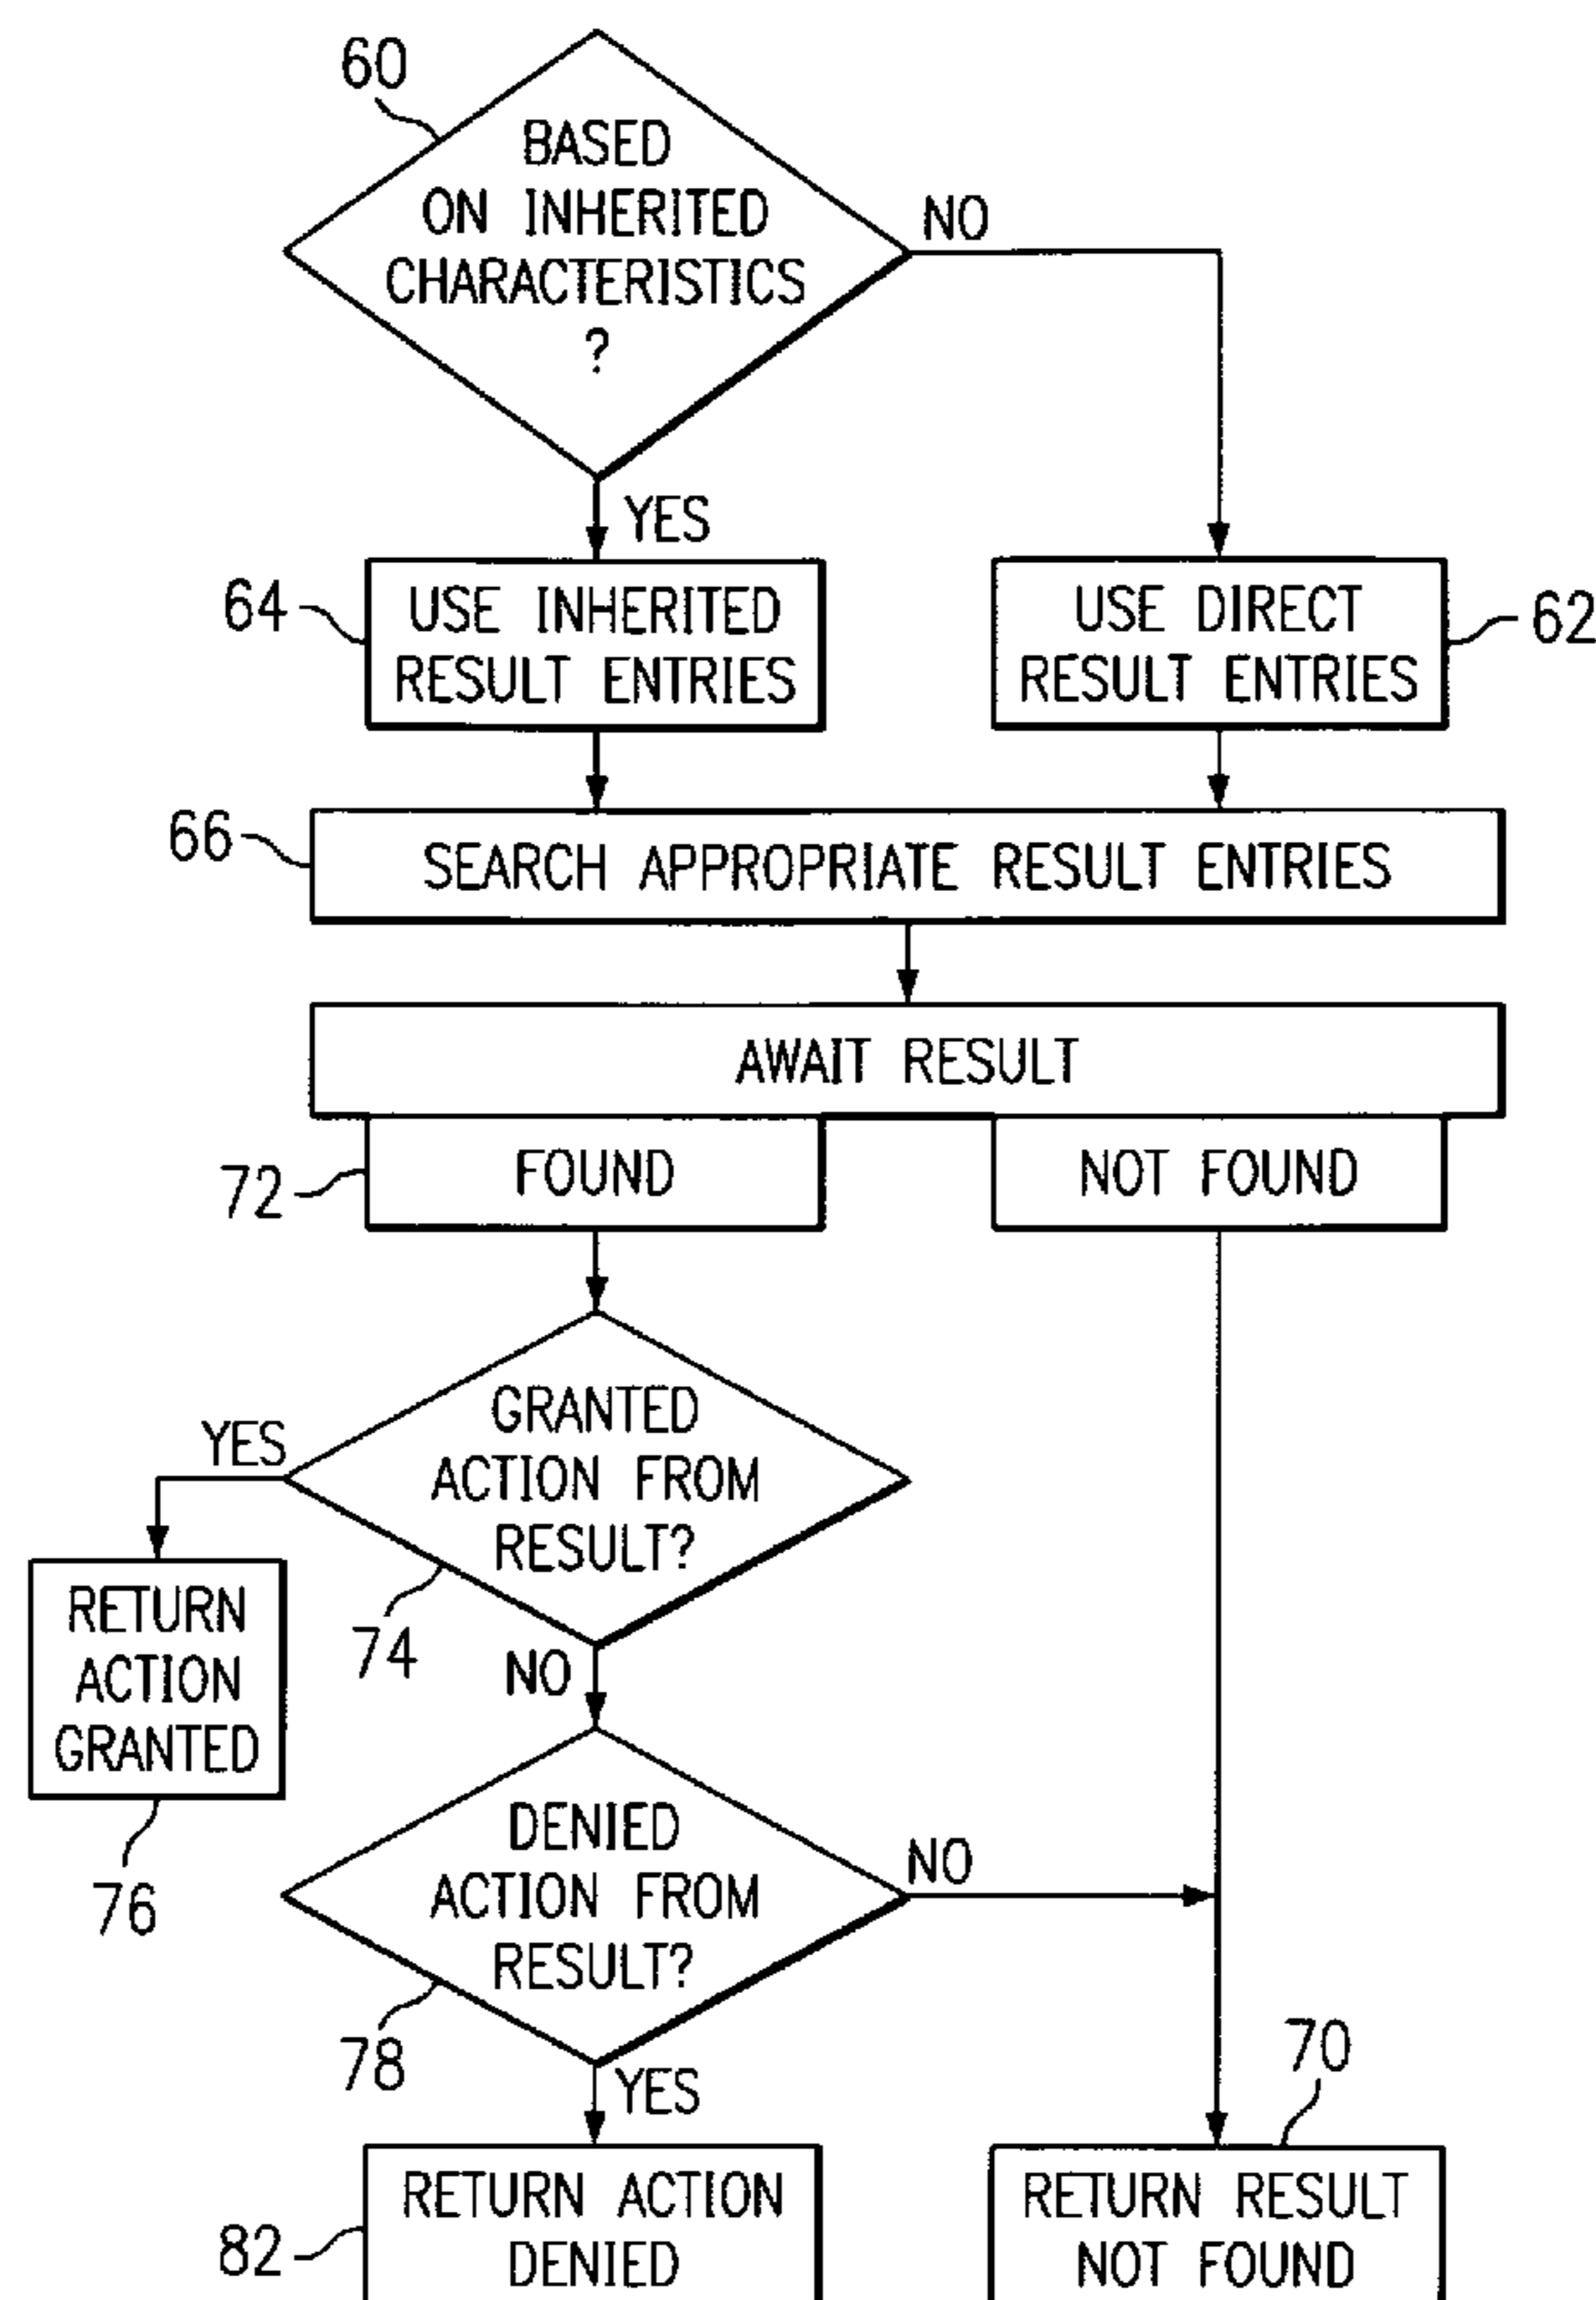 60
BASED
ON INHERITED
CHARACTERISTICS
?
NO
YES
64
USE INHERITED
RESULT ENTRIES
USE DIRECT
RESULT ENTRIES
62
66
SEARCH APPROPRIATE RESULT ENTRIES
AWAIT RESULT
72
FOUND
NOT FOUND
GRANTED
ACTION FROM
RESULT?
YES
74
NO
RETURN
ACTION
GRANTED
76
DENIED
ACTION FROM
RESULT?
NO
78
YES
70
82
RETURN ACTION
DENIED
RETURN RESULT
NOT FOUND